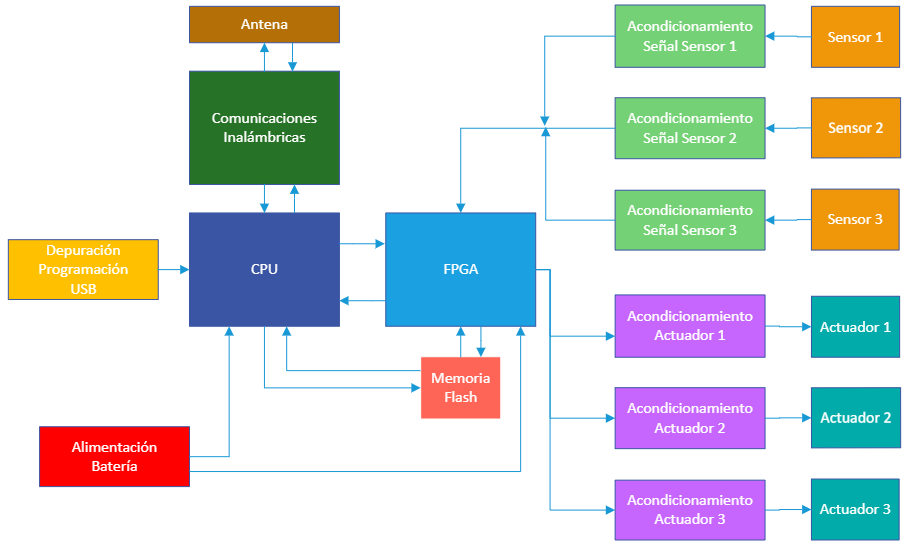 Antena
Comunicaciones
Inalámbricas
Depuración
Programación
USB
CPU
FPGA
Memoria
Flash
Alimentación
Batería
Acondicionamiento
Señal Sensor 1
Sensor 1
Acondicionamiento
Señal Sensor 2
Sensor 2
Acondicionamiento
Señal Sensor 3
Sensor 3
Acondicionamiento
Actuador 1
Actuador 1
Acondicionamiento
Actuador 2
Actuador 2
Acondicionamiento
Actuador 3
Actuador 3